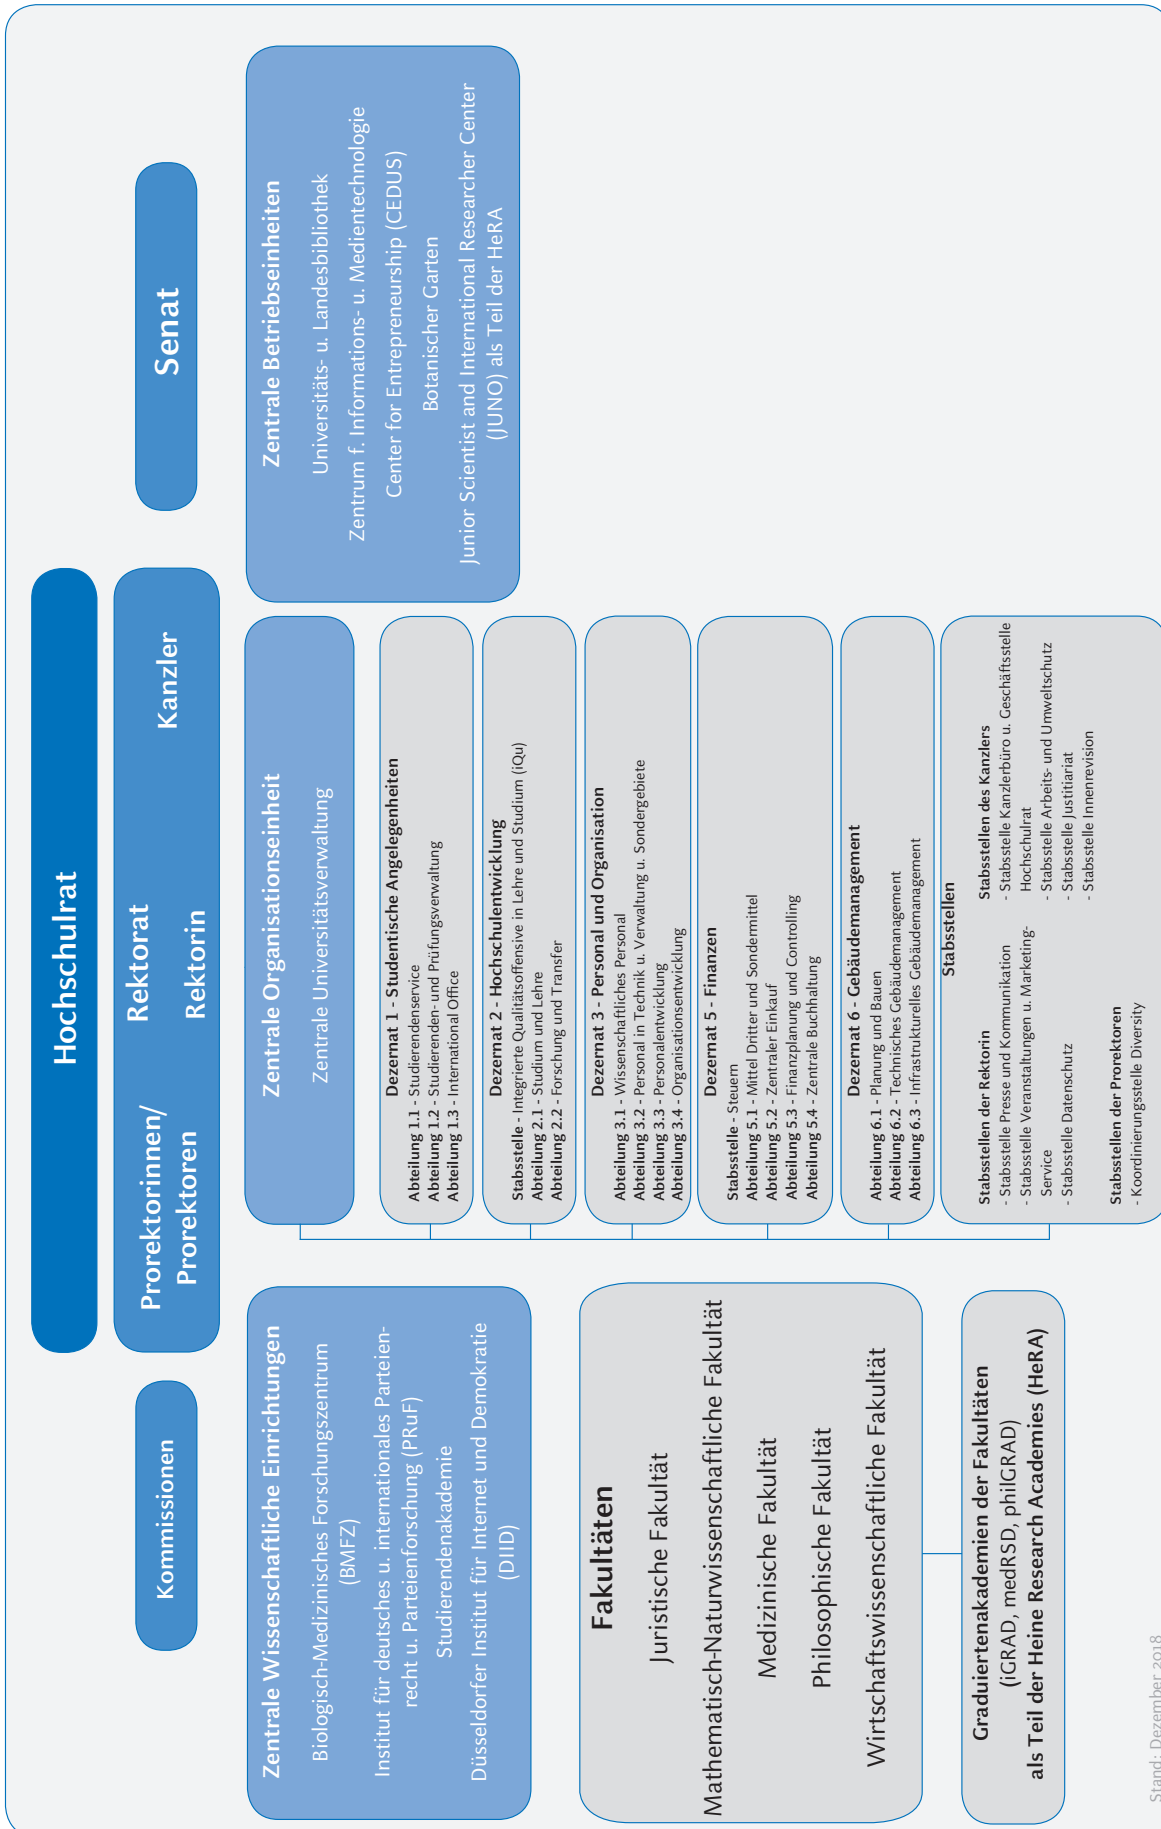 Hochschulrat
Kommissionen
Prorektorinnen/
Prorektoren
Rektorat
Rektorin
Kanzler
Senat
Zentrale Wissenschaftliche Einrichtungen
Biologisch-Medizinisches Forschungszentrum
(BMFZ)
Institut für deutsches u. internationales Parteien-
recht u. Parteienforschung (PRuF)
Studierendenakademie
Düsseldorfer Institut für Internet und Demokratie
(DIID)
Fakultäten
Juristische Fakultät
Mathematisch-Naturwissenschaftliche Fakultät
Medizinische Fakultät
Philosophische Fakultät
Wirtschaftswissenschaftliche Fakultät
Graduiertenakademien der Fakultäten
(iGRAD, medRSD, philGRAD)
als Teil der Heine Research Academies (HeRA)
Zentrale Organisationseinheit
Zentrale Universitätsverwaltung
Dezernat 1 - Studentische Angelegenheiten
Abteilung 1.1 - Studierendenservice
Abteilung 1.2 - Studierenden- und Prüfungsverwaltung
Abteilung 1.3 - International Office
Dezernat 2 - Hochschulentwicklung
Stabsstelle - Integrierte Qualitätsoffensive in Lehre und Studium (iQu)
Abteilung 2.1 - Studium und Lehre
Abteilung 2.2 - Forschung und Transfer
Dezernat 3 - Personal und Organisation
Abteilung 3.1 - Wissenschaftliches Personal
Abteilung 3.2 - Personal in Technik u. Verwaltung u. Sondergebiete
Abteilung 3.3 - Personalentwicklung
Abteilung 3.4 - Organisationsentwicklung
Dezernat 5 - Finanzen
Stabsstelle - Steuern
Abteilung 5.1 - Mittel Dritter und Sondermittel
Abteilung 5.2 - Zentraler Einkauf
Abteilung 5.3 - Finanzplanung und Controlling
Abteilung 5.4 - Zentrale Buchhaltung
Dezernat 6 - Gebäudemanagement
Abteilung 6.1 - Planung und Bauen
Abteilung 6.2 - Technisches Gebäudemanagement
Abteilung 6.3 - Infrastrukturelles Gebäudemanagement
Stabsstellen
Stabsstellen der Rektorin
- Stabsstelle Presse und Kommunikation
- Stabsstelle Veranstaltungen u. Marketing-
Service
- Stabsstelle Datenschutz
Stabsstellen der Prorektoren
- Koordinierungsstelle Diversity
Stabsstellen des Kanzlers
- Stabsstelle Kanzlerbüro u. Geschäftsstelle
Hochschulrat
- Stabsstelle Arbeits- und Umweltschutz
- Stabsstelle Justitiariat
- Stabsstelle Innenrevision
Zentrale Betriebseinheiten
Universitäts- u. Landesbibliothek
Zentrum f. Informations- u. Medientechnologie
Center for Entrepreneurship (CEDUS)
Botanischer Garten
Junior Scientist and International Researcher Center
(JUNO) als Teil der HeRA
Stand: Dezember 2018